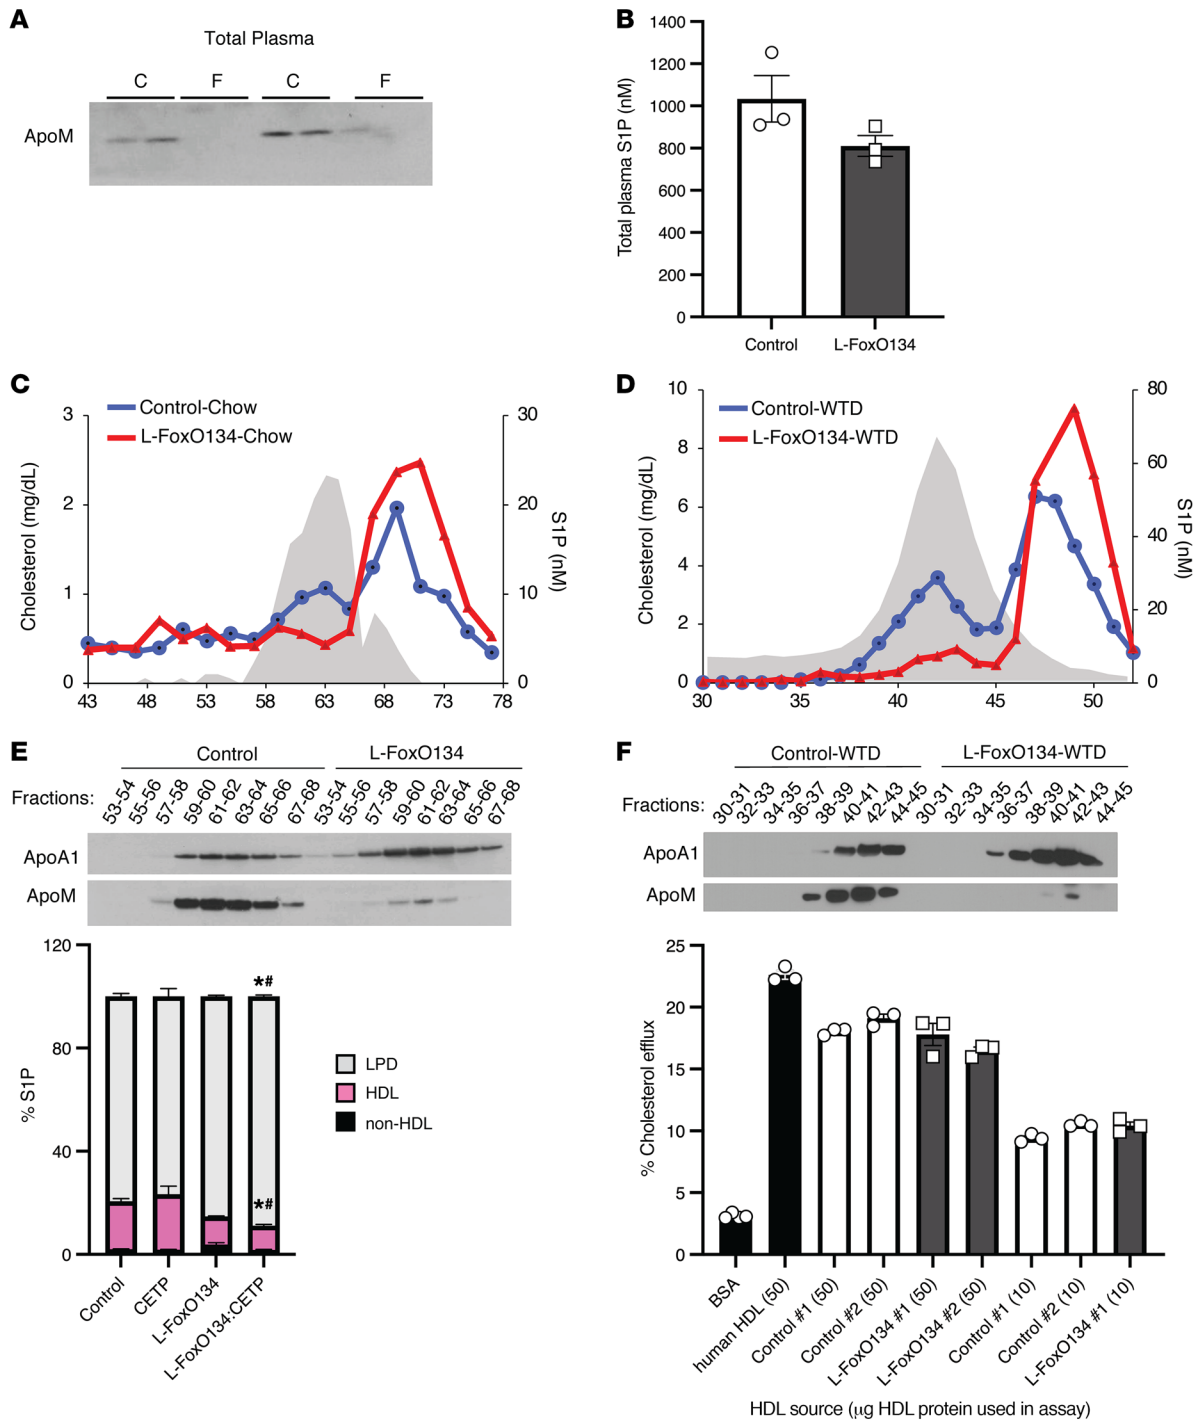 A
Total Plasma
C F C F
ApoM
B
Total plasma S1P (nM)
1400
1200
1000
800
600
400
200
0
Control L-FoxO134
C
Control-Chow
L-FoxO134-Chow
Cholesterol (mg/dL)
3
2
1
0
30
20
10
0
S1P (nM)
43 48 53 58 63 68 73 78
D
Control-WTD
L-FoxO134-WTD
Cholesterol (mg/dL)
10
8
6
4
2
0
80
60
40
20
0
S1P (nM)
30 35 40 45 50
E
Control L-FoxO134
Fractions:
53-54 55-56 57-58 59-60 61-62 63-64 65-66 67-68 53-54 55-56 57-58 59-60 61-62 63-64 65-66 67-68
ApoA1
ApoM
% S1P
120
80
40
0
*#
*#
LPD
HDL
non-HDL
Control CETP L-FoxO134 L-FoxO134:CETP
F
Control-WTD L-FoxO134-WTD
Fractions:
30-31 32-33 34-35 36-37 38-39 40-41 42-43 44-45 30-31 32-33 34-35 36-37 38-39 40-41 42-43 44-45
ApoA1
ApoM
% Cholesterol efflux
25
20
15
10
5
0
BSA human HDL (50) Control #1 (50) Control #2 (50) L-FoxO134 #1 (50) L-FoxO134 #2 (50) Control #1 (10) Control #2 (10) L-FoxO134 #1 (10)
HDL source (μg HDL protein used in assay)